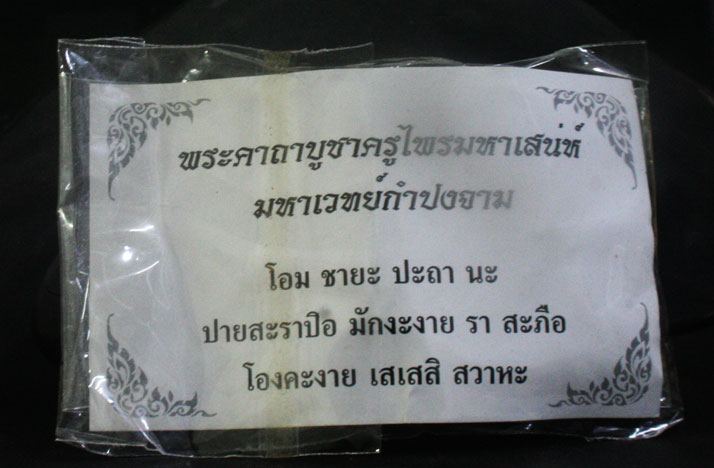 พระคาถาบูชาครูไพรมหาเสน่ห์
มหาเวทย์กำปงจาม
โอม ชายะ ปะถา นะ
ปายสะราปิอ มักงะงาย รา สะภือ
โองคะงาย เสเสสิ สวาหะ